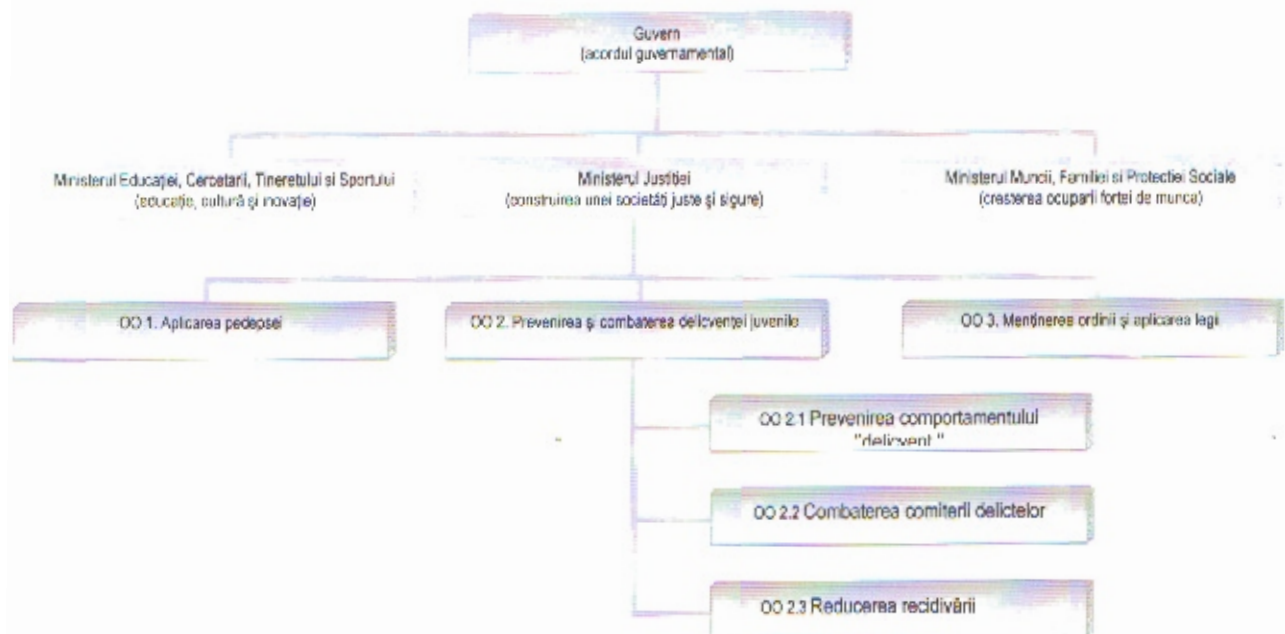 Guvern
(acordul guvernamental)
Ministerul Educației, Cercetarii, Tineretului si Sportului
(educație, cultură și inovație)
Ministerul Justiției
(construirea unei societăți juste și sigure)
Ministerul Muncii, Familiei si Protectiei Sociale
(cresterea ocuparii fortei de munca)
OO 1. Aplicarea pedepsei
OO 2. Prevenirea și combaterea delicvenței juvenile
OO 3. Menținerea ordinii și aplicarea legii
OO 2.1 Prevenirea comportamentului
"delicvent "
OO 2.2 Combaterea comiterii delictelor
OO 2.3 Reducerea recidivării